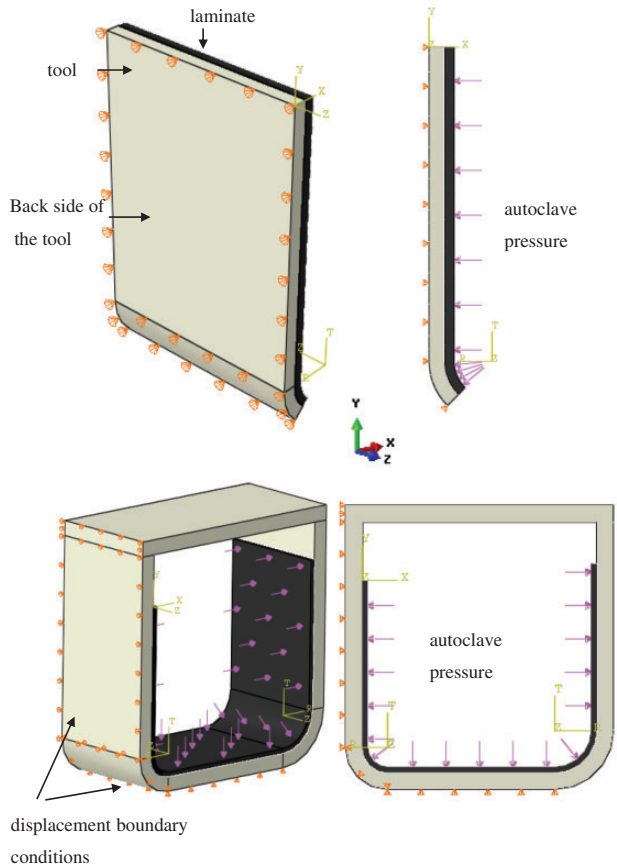 laminate
tool
Back side of
the tool
autoclave
pressure
Y
X
Z
Y
X
T
Z
T
Z
Y
X
Z
autoclave
pressure
Y
X
Z
T
T
Z
Y
X
T
T
displacement boundary
conditions